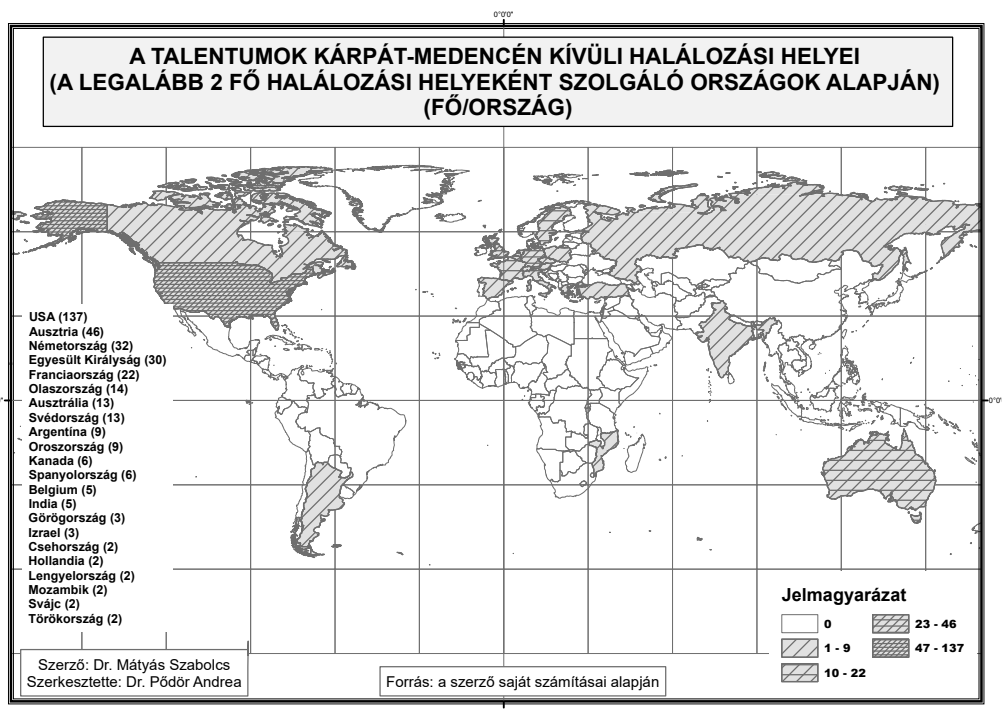 0°0'0"
A TALENTUMOK KÁRPÁT-MEDENCÉN KÍVÜLI HALÁLOZÁSI HELYEI
(A LEGALÁBB 2 FŐ HALÁLOZÁSI HELYEKÉNT SZOLGÁLÓ ORSZÁGOK ALAPJÁN)
(FŐ/ORSZÁG)
USA (137)
Ausztria (46)
Németország (32)
Egyesült Királyság (30)
Franciaország (22)
Olaszország (14)
Ausztrália (13)
Svédország (13)
Argentína (9)
Oroszország (9)
Kanada (6)
Spanyolország (6)
Belgium (5)
India (5)
Görögország (3)
Izrael (3)
Csehország (2)
Hollandia (2)
Lengyelország (2)
Mozambik (2)
Svájc (2)
Törökország (2)
0°0'0"
Jelmagyarázat
0
1 - 9
10 - 22
23 - 46
47 - 137
Szerző: Dr. Mátyás Szabolcs
Szerkesztette: Dr. Pődör Andrea
Forrás: a szerző saját számításai alapján